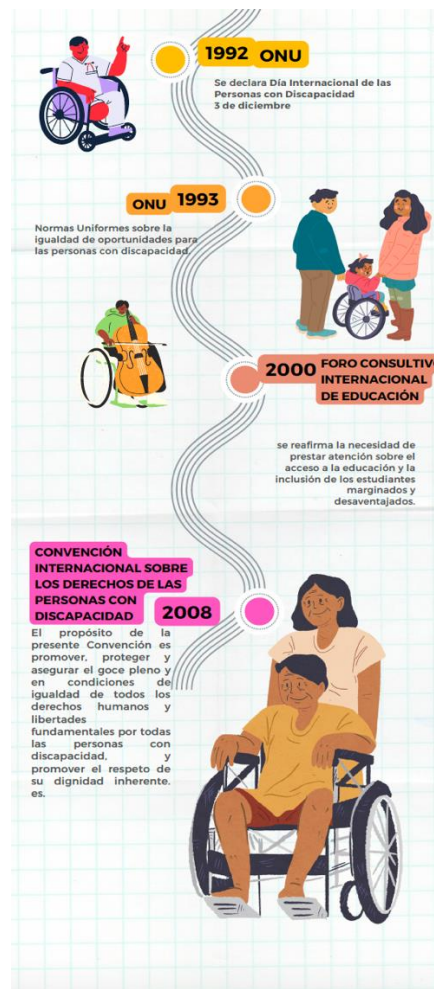 1992 ONU
Se declara Día Internacional de las
Personas con Discapacidad
3 de diciembre
ONU 1993
Normas Uniformes sobre la
igualdad de oportunidades para
las personas con discapacidad.
2000 FORO CONSULTIV
INTERNACIONAL
DE EDUCACIÓN
se reafirma la necesidad de
prestar atención sobre el
acceso a la educación y la
inclusión de los estudiantes
marginados y
desaventajados.
CONVENCIÓN
INTERNACIONAL SOBRE
LOS DERECHOS DE LAS
PERSONAS CON
DISCAPACIDAD 2008
El propósito de la
presente Convención es
promover, proteger y
asegurar el goce pleno y
en condiciones de
igualdad de todos los
derechos humanos y
libertades
fundamentales por todas
las personas con
discapacidad, y
promover el respeto de
su dignidad inherente.
es.